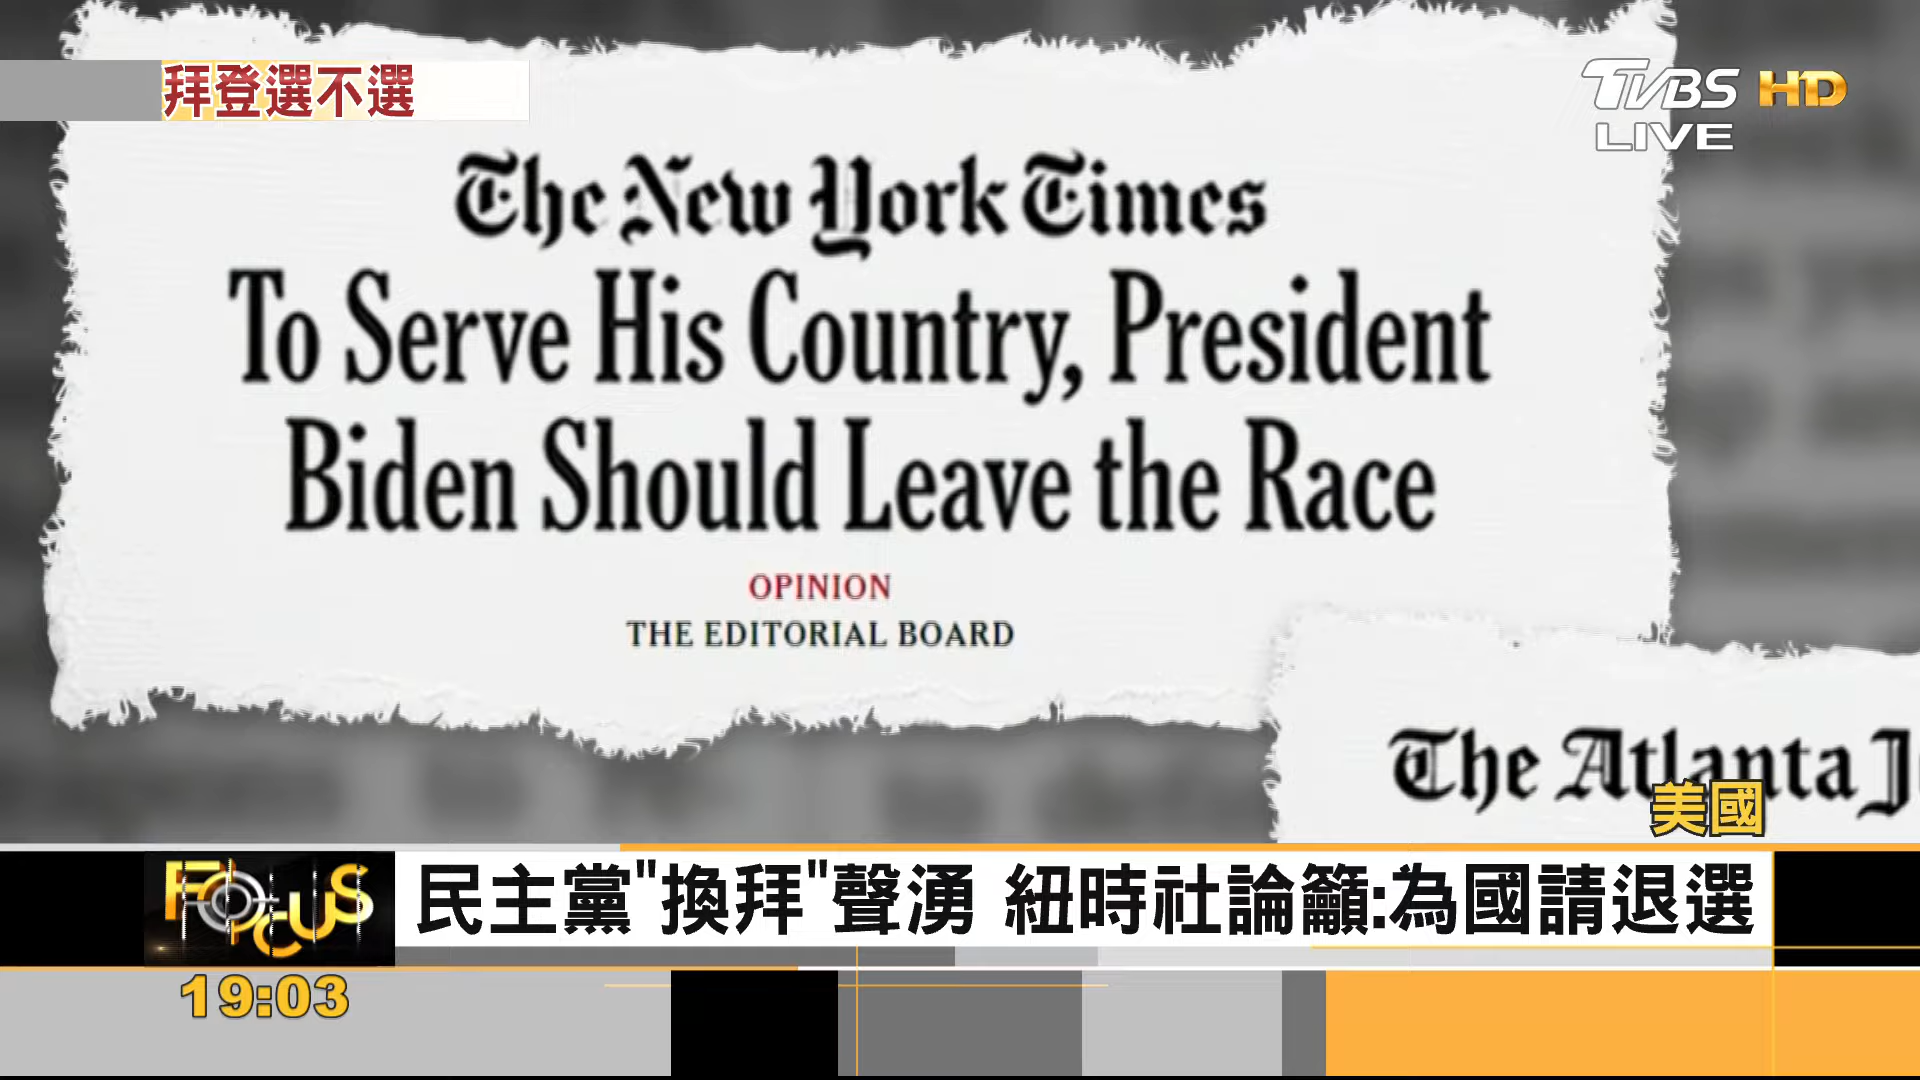 拜登選不選
TVBS HD
LIVE
The New York Times
To Serve His Country, President
Biden Should Leave the Race
OPINION
THE EDITORIAL BOARD
The Atlanta J
美國
FOCUS
民主黨"換拜"聲湧 紐時社論籲:為國請退選
19:03